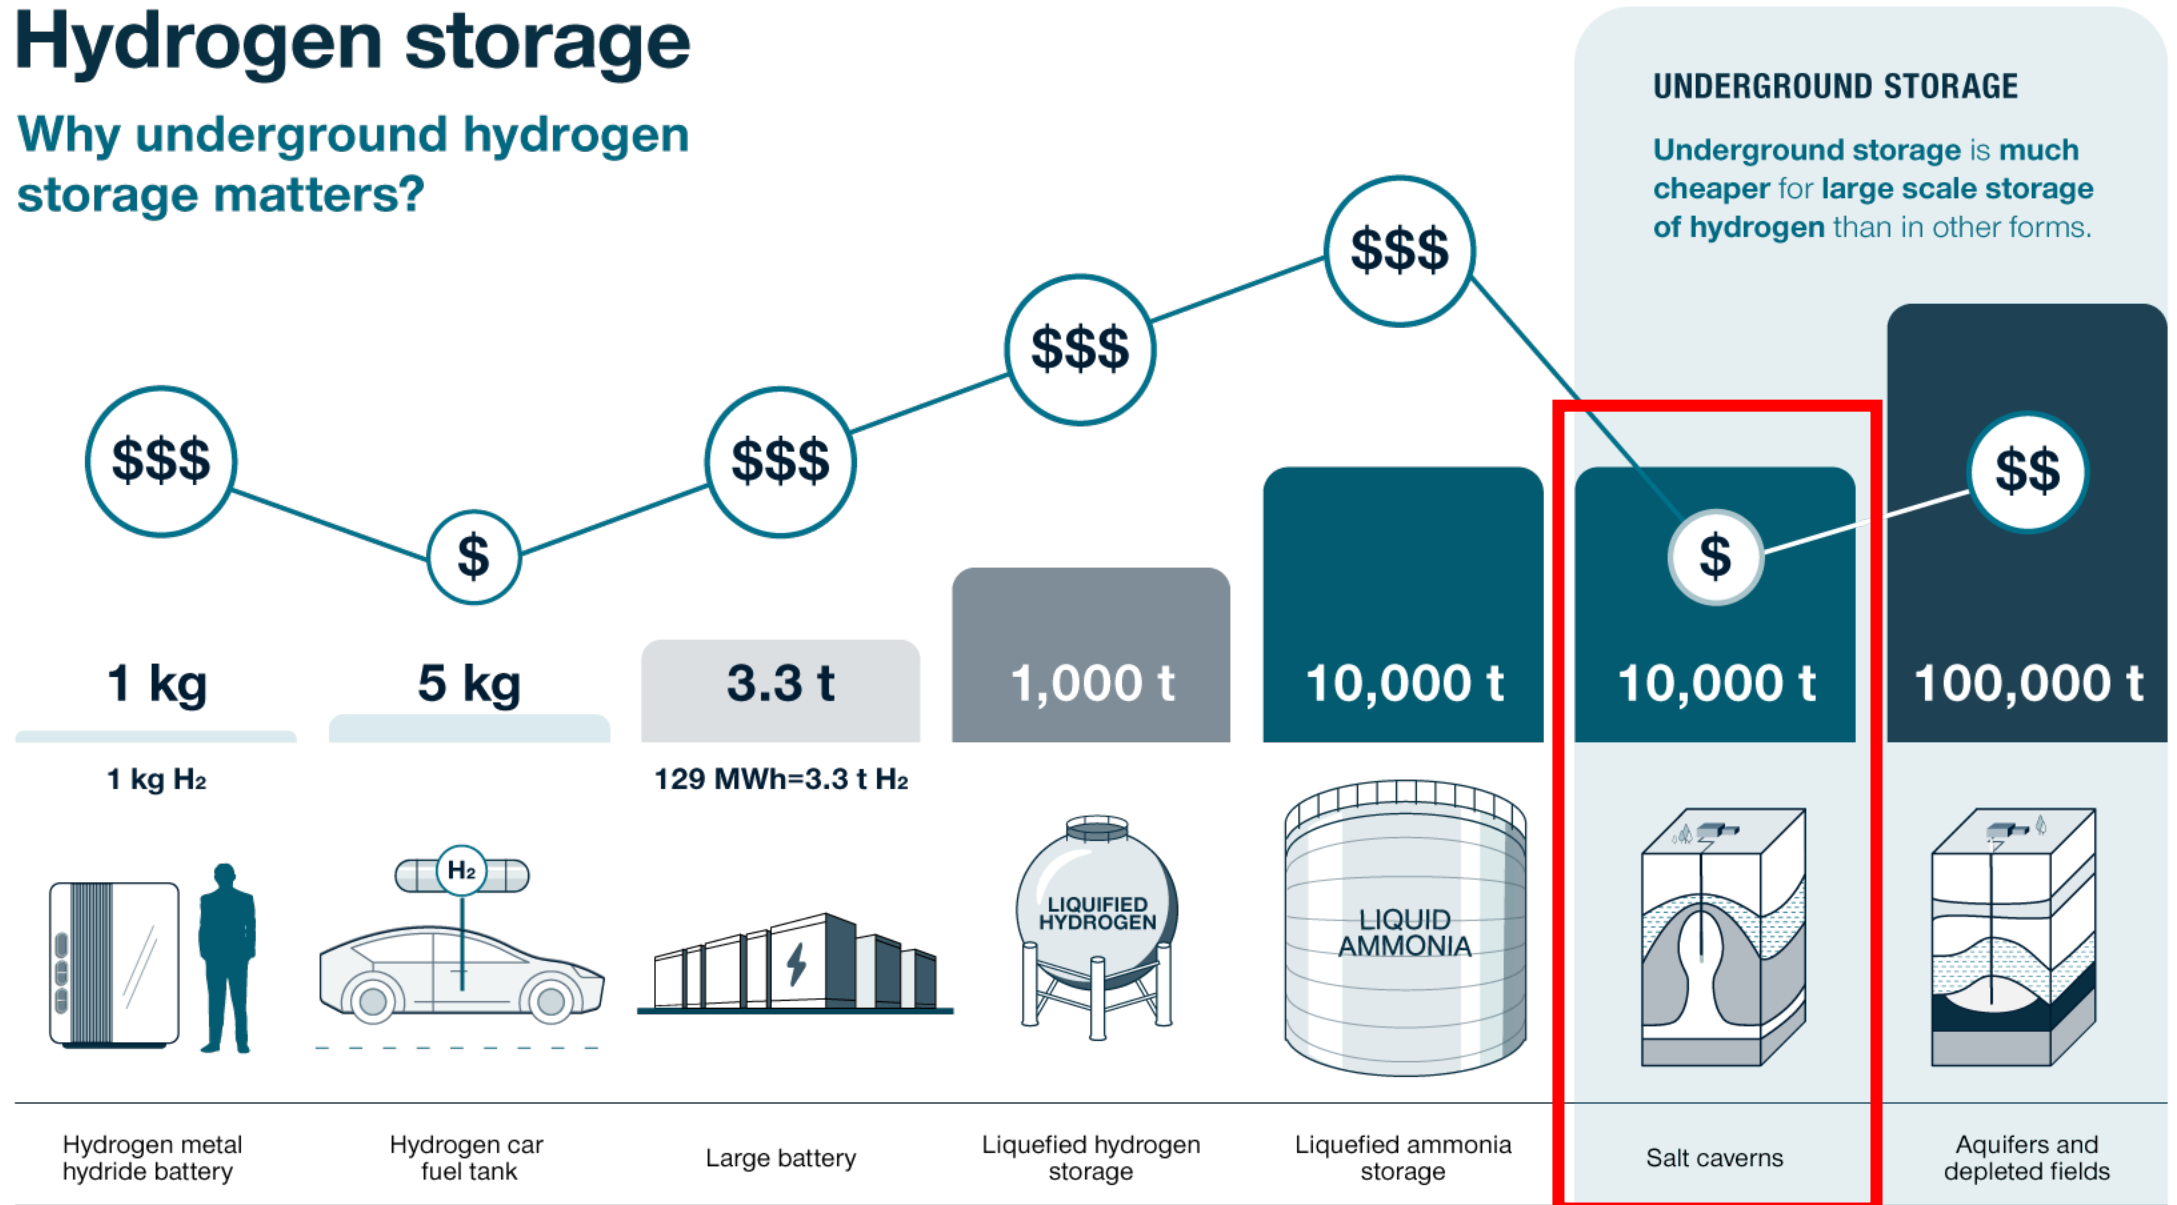 Hydrogen storage
Why underground hydrogen
storage matters?
UNDERGROUND STORAGE
Underground storage is much
cheaper for large scale storage
of hydrogen than in other forms.
$$$
$
$$$
$$$
$$$
$
$$
1 kg
5 kg
3.3 t
1,000 t
10,000 t
10,000 t
100,000 t
1 kg H₂
129 MWh=3.3 t H₂
H₂
LIQUIFIED
HYDROGEN
LIQUID
AMMONIA
Hydrogen metal
hydride battery
Hydrogen car
fuel tank
Large battery
Liquefied hydrogen
storage
Liquefied ammonia
storage
Salt caverns
Aquifers and
depleted fields